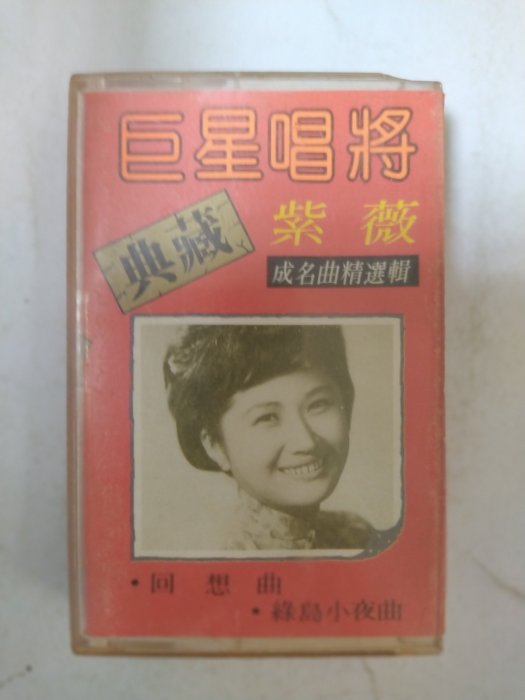 巨星唱將
典藏
紫薇
成名曲精選輯
•回想曲
•綠島小夜曲